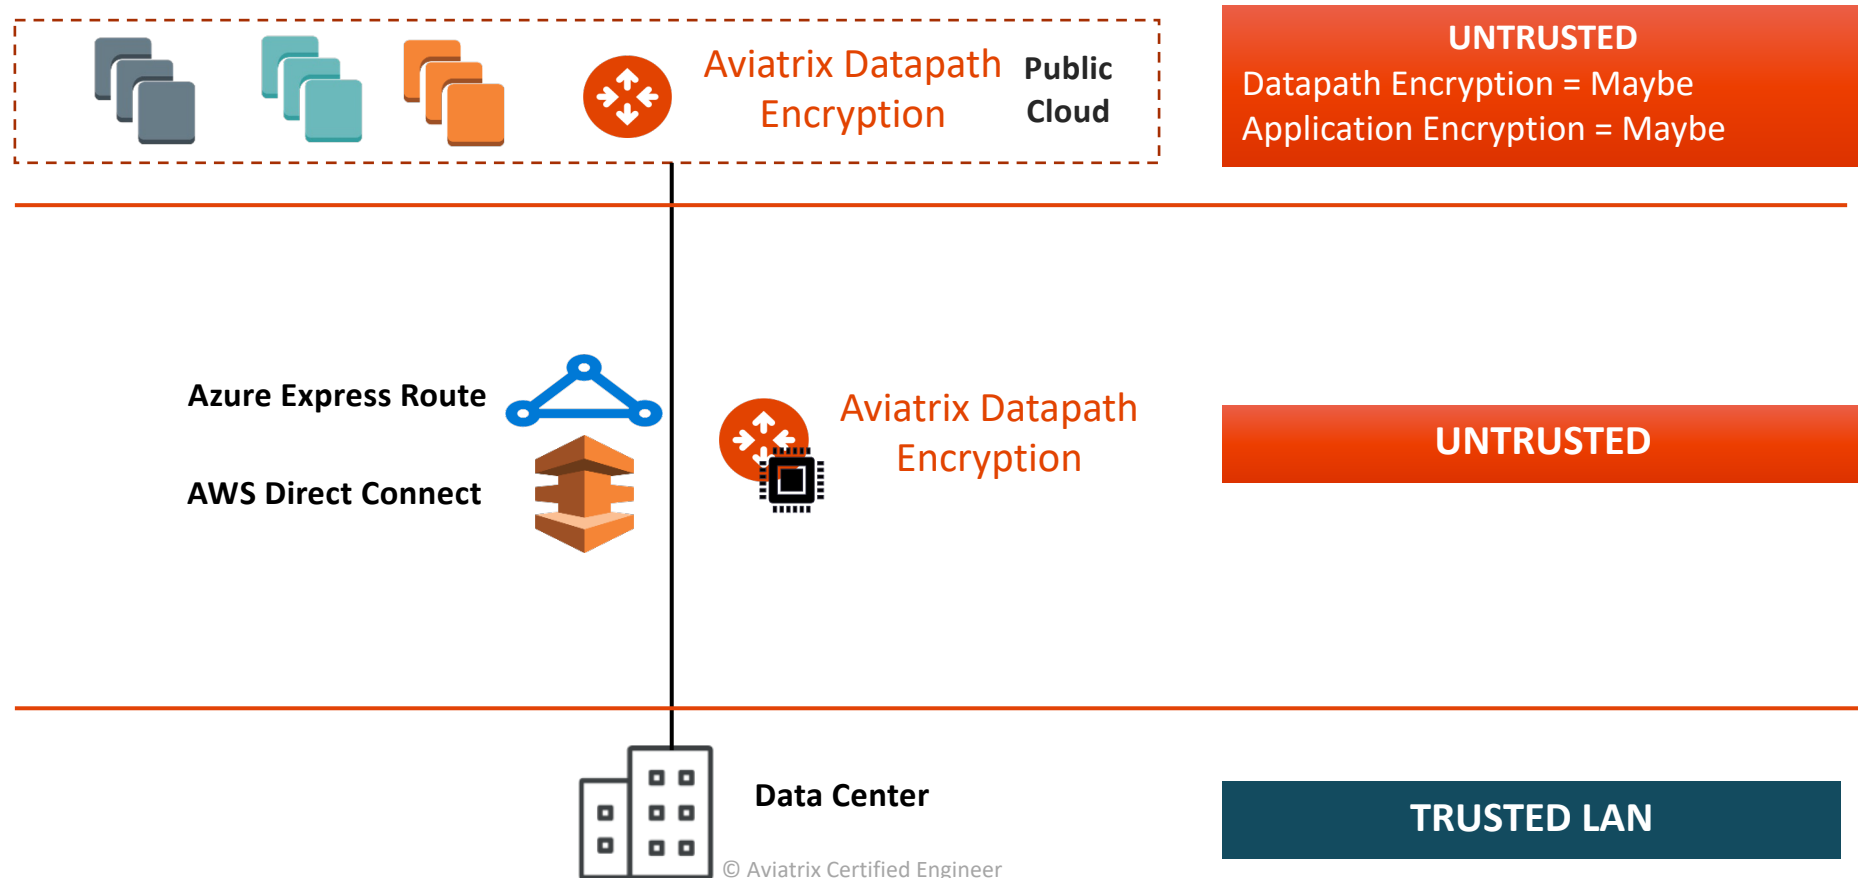 Aviatrix Datapath
Encryption
Public
Cloud
UNTRUSTED
Datapath Encryption = Maybe
Application Encryption = Maybe
Azure Express Route
AWS Direct Connect
Aviatrix Datapath
Encryption
UNTRUSTED
Data Center
TRUSTED LAN
© Aviatrix Certified Engineer